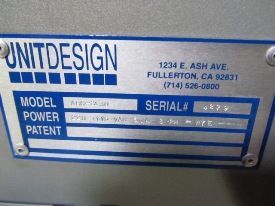 UNITDESIGN
1234 E. ASH AVE.
FULLERTON, CA 92831
(714) 526-0800
MODEL SERIAL#
POWER
PATENT